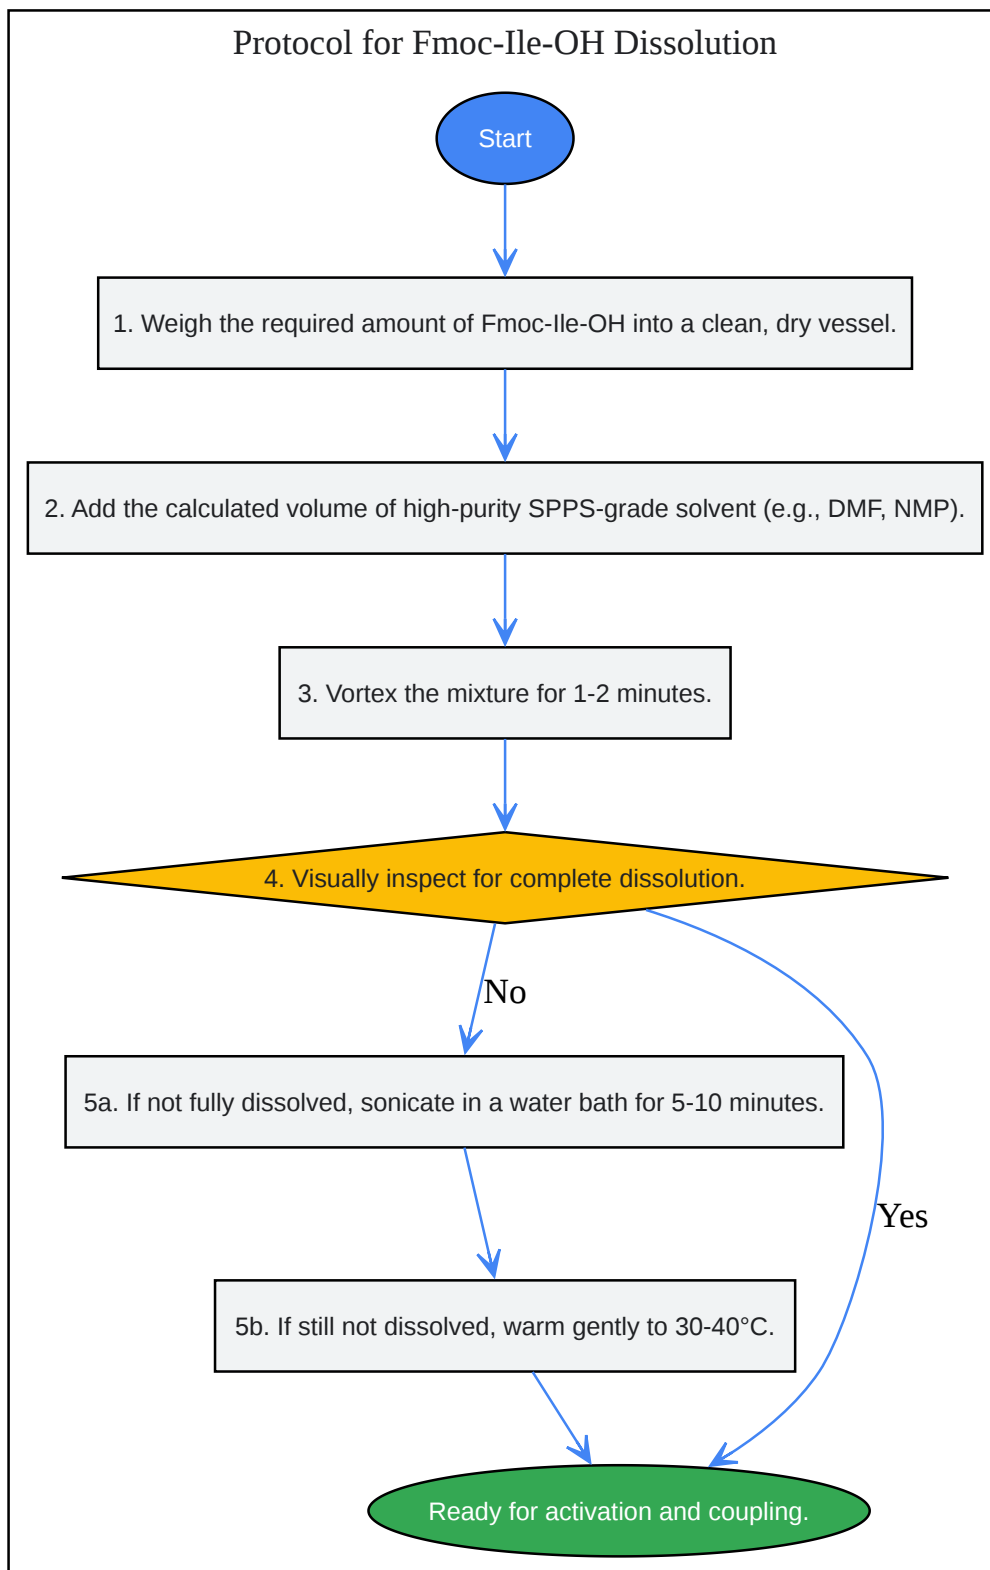 Protocol for Fmoc-Ile-OH Dissolution
Start
1. Weigh the required amount of Fmoc-Ile-OH into a clean, dry vessel.
2. Add the calculated volume of high-purity SPPS-grade solvent (e.g., DMF, NMP).
3. Vortex the mixture for 1-2 minutes.
4. Visually inspect for complete dissolution.
No
5a. If not fully dissolved, sonicate in a water bath for 5-10 minutes.
Yes
5b. If still not dissolved, warm gently to 30-40°C.
Ready for activation and coupling.